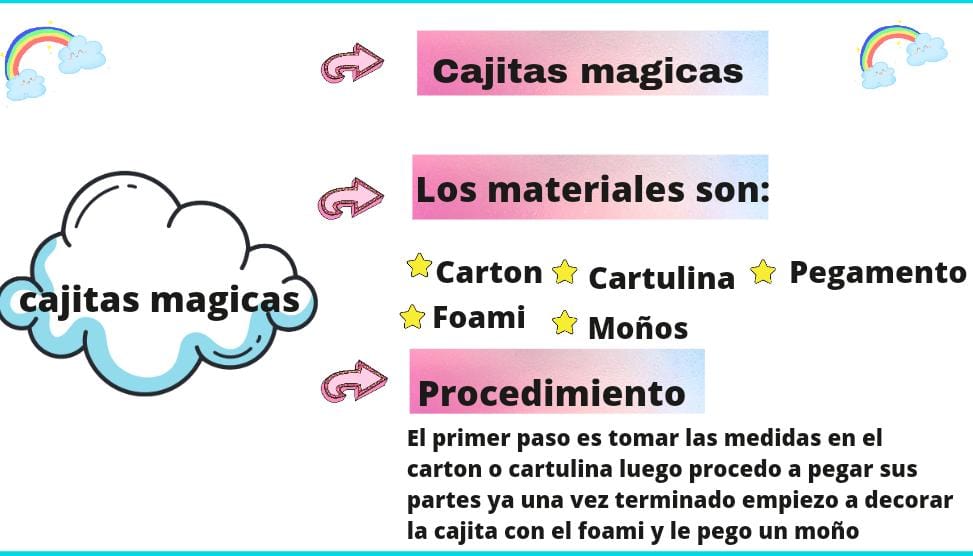 Cajitas magicas
cajitas magicas
Los materiales son:
Carton Cartulina Pegamento
Foami Moños
Procedimiento
El primer paso es tomar las medidas en el
carton o cartulina luego procedo a pegar sus
partes ya una vez terminado empiezo a decorar
la cajita con el foami y le pego un moño